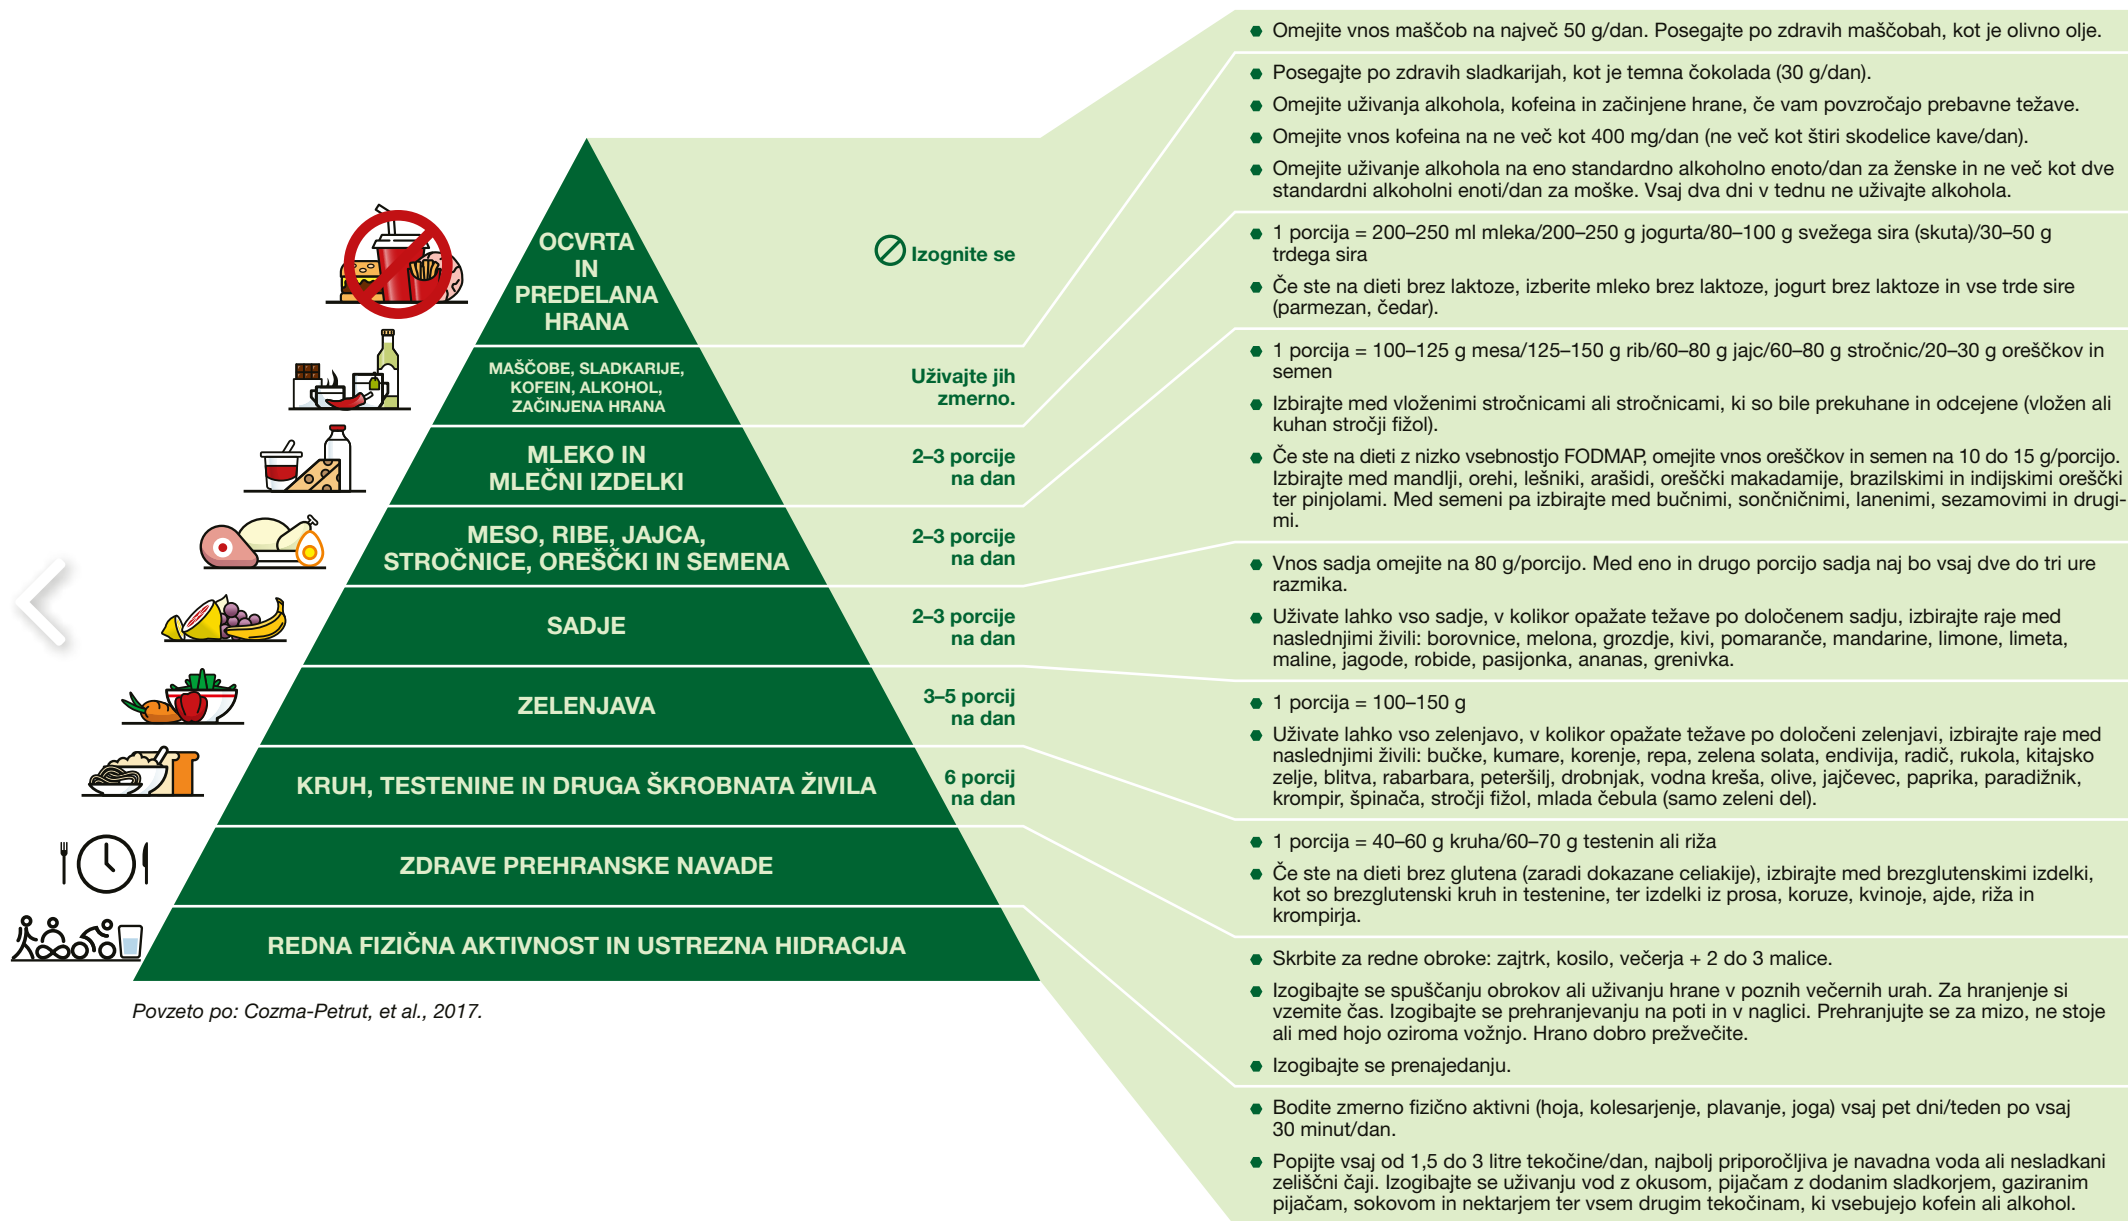 OCVRTA
IN
PREDELANA
HRANA
Izognite se
MAŠČOBE, SLADKARIJE,
KOFEIN, ALKOHOL,
ZAČINJENA HRANA
Uživajte jih
zmerno.
MLEKO IN
MLEČNI IZDELKI
2–3 porcije
na dan
MESO, RIBE, JAJCA,
STROČNICE, OREŠČKI IN SEMENA
2–3 porcije
na dan
SADJE
2–3 porcije
na dan
ZELENJAVA
3–5 porcij
na dan
KRUH, TESTENINE IN DRUGA ŠKROBNATA ŽIVILA
6 porcij
na dan
ZDRAVE PREHRANSKE NAVADE
REDNA FIZIČNA AKTIVNOST IN USTREZNA HIDRACIJA
Povzeto po: Cozma-Petrut, et al., 2017.
Omejite vnos maščob na največ 50 g/dan. Posegajte po zdravih maščobah, kot je olivno olje.
Posegajte po zdravih sladkarijah, kot je temna čokolada (30 g/dan).
Omejite uživanja alkohola, kofeina in začinjene hrane, če vam povzročajo prebavne težave.
Omejite vnos kofeina na ne več kot 400 mg/dan (ne več kot štiri skodelice kave/dan).
Omejite uživanje alkohola na eno standardno alkoholno enoto/dan za ženske in ne več kot dve
standardni alkoholni enoti/dan za moške. Vsaj dva dni v tednu ne uživajte alkohola.
1 porcija = 200–250 ml mleka/200–250 g jogurta/80–100 g svežega sira (skuta)/30–50 g
trdega sira
Če ste na dieti brez laktoze, izberite mleko brez laktoze, jogurt brez laktoze in vse trde sire
(parmezan, čedar).
1 porcija = 100–125 g mesa/125–150 g rib/60–80 g jajc/60–80 g stročnic/20–30 g oreščkov in
semen
Izbirajte med vloženimi stročnicami ali stročnicami, ki so bile prekuhane in odcejene (vložen ali
kuhan stročji fižol).
Če ste na dieti z nizko vsebnostjo FODMAP, omejite vnos oreščkov in semen na 10 do 15 g/porcijo.
Izbirajte med mandlji, orehi, lešniki, arašidi, oreščki makadamije, brazilskimi in indijskimi oreščki
ter pinjolami. Med semeni pa izbirajte med bučnimi, sončničnimi, lanenimi, sezamovimi in drugi-
mi.
Vnos sadja omejite na 80 g/porcijo. Med eno in drugo porcijo sadja naj bo vsaj dve do tri ure
razmika.
Uživate lahko vso sadje, v kolikor opažate težave po določenem sadju, izbirajte raje med
naslednjimi živili: borovnice, melona, grozdje, kivi, pomaranče, mandarine, limone, limeta,
maline, jagode, robide, pasijonka, ananas, grenivka.
1 porcija = 100–150 g
Uživate lahko vso zelenjavo, v kolikor opažate težave po določeni zelenjavi, izbirajte raje med
naslednjimi živili: bučke, kumare, korenje, repa, zelena solata, endivija, radič, rukola, kitajsko
zelje, blitva, rabarbara, peteršilj, drobnjak, vodna kreša, olive, jajčevec, paprika, paradižnik,
krompir, špinača, stročji fižol, mlada čebula (samo zeleni del).
1 porcija = 40–60 g kruha/60–70 g testenin ali riža
Če ste na dieti brez glutena (zaradi dokazane celiakije), izbirajte med brezglutenskimi izdelki,
kot so brezglutenski kruh in testenine, ter izdelki iz prosa, koruze, kvinoje, ajde, riža in
krompirja.
Skrbite za redne obroke: zajtrk, kosilo, večerja + 2 do 3 malice.
Izogibajte se spuščanju obrokov ali uživanju hrane v poznih večernih urah. Za hranjenje si
vzemite čas. Izogibajte se prehranjevanju na poti in v naglici. Prehranjujte se za mizo, ne stoje
ali med hojo oziroma vožnjo. Hrano dobro prežvečite.
Izogibajte se prenajedanju.
Bodite zmerno fizično aktivni (hoja, kolesarjenje, plavanje, joga) vsaj pet dni/teden po vsaj
30 minut/dan.
Popijte vsaj od 1,5 do 3 litre tekočine/dan, najbolj priporočljiva je navadna voda ali nesladkani
zeliščni čaji. Izogibajte se uživanju vod z okusom, pijačam z dodanim sladkorjem, gaziranim
pijačam, sokovom in nektarjem ter vsem drugim tekočinam, ki vsebujejo kofein ali alkohol.